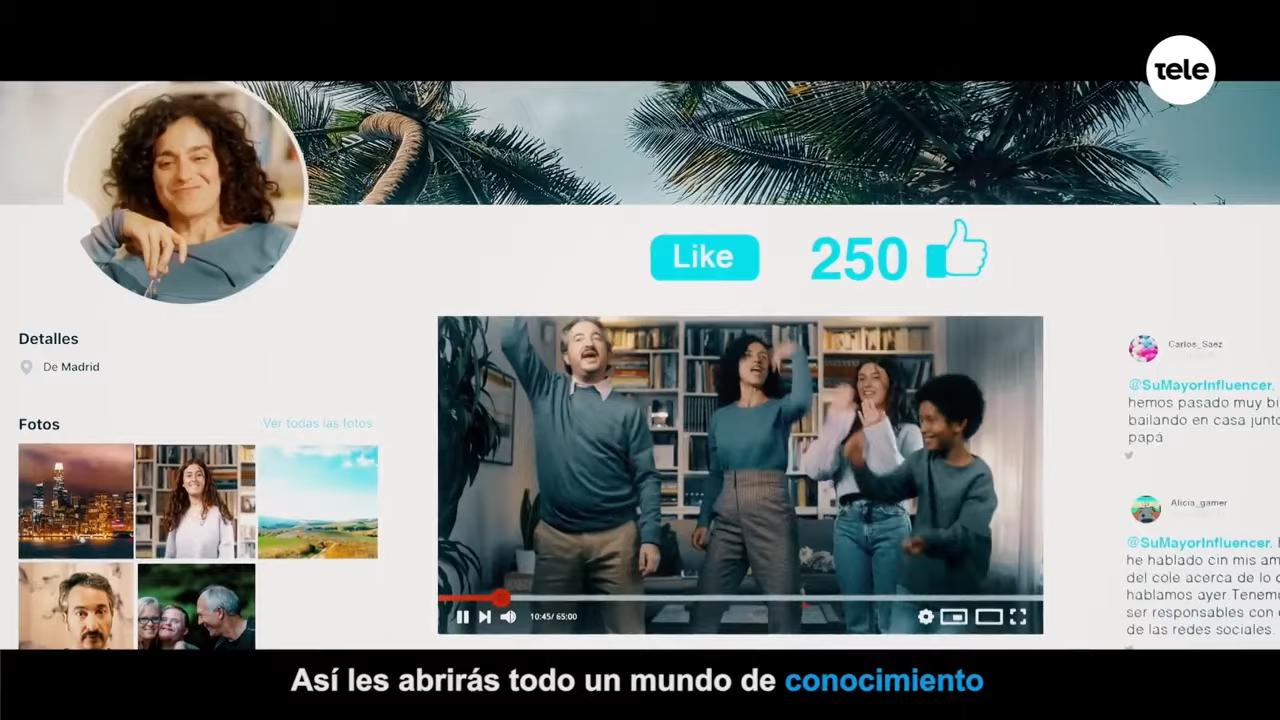 tele
Like
250
Detalles
De Madrid
Fotos
Ver todas las fotos
10:45/65:00
Carlos_Saez
@SuMayorInfluencer,
hemos pasado muy bi
bailando en casa junto
papá
Alicia_gamer
@SuMayorInfluencer, h
he hablado cin mis am
del cole acerca de lo q
hablamos ayer.Tenemo
ser responsables con
de las redes sociales.
Así les abrirás todo un mundo de conocimiento